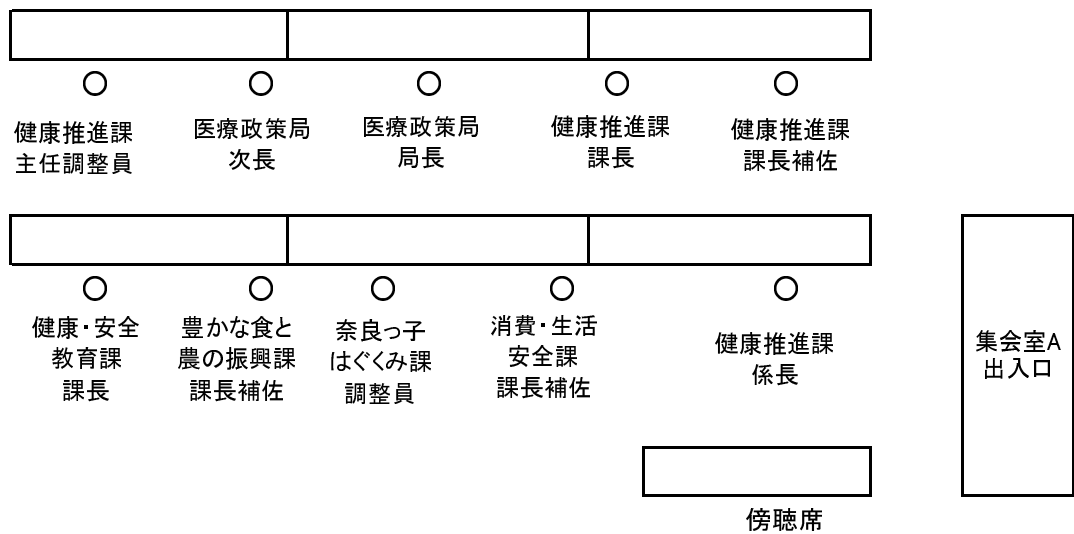 健康推進課
主任調整員
医療政策局
次長
医療政策局
局長
健康推進課
課長
健康推進課
課長補佐
健康・安全
教育課
課長
豊かな食と
農の振興課
課長補佐
奈良っ子
はぐくみ課
調整員
消費・生活
安全課
課長補佐
健康推進課
係長
集会室A
出入口
傍聴席